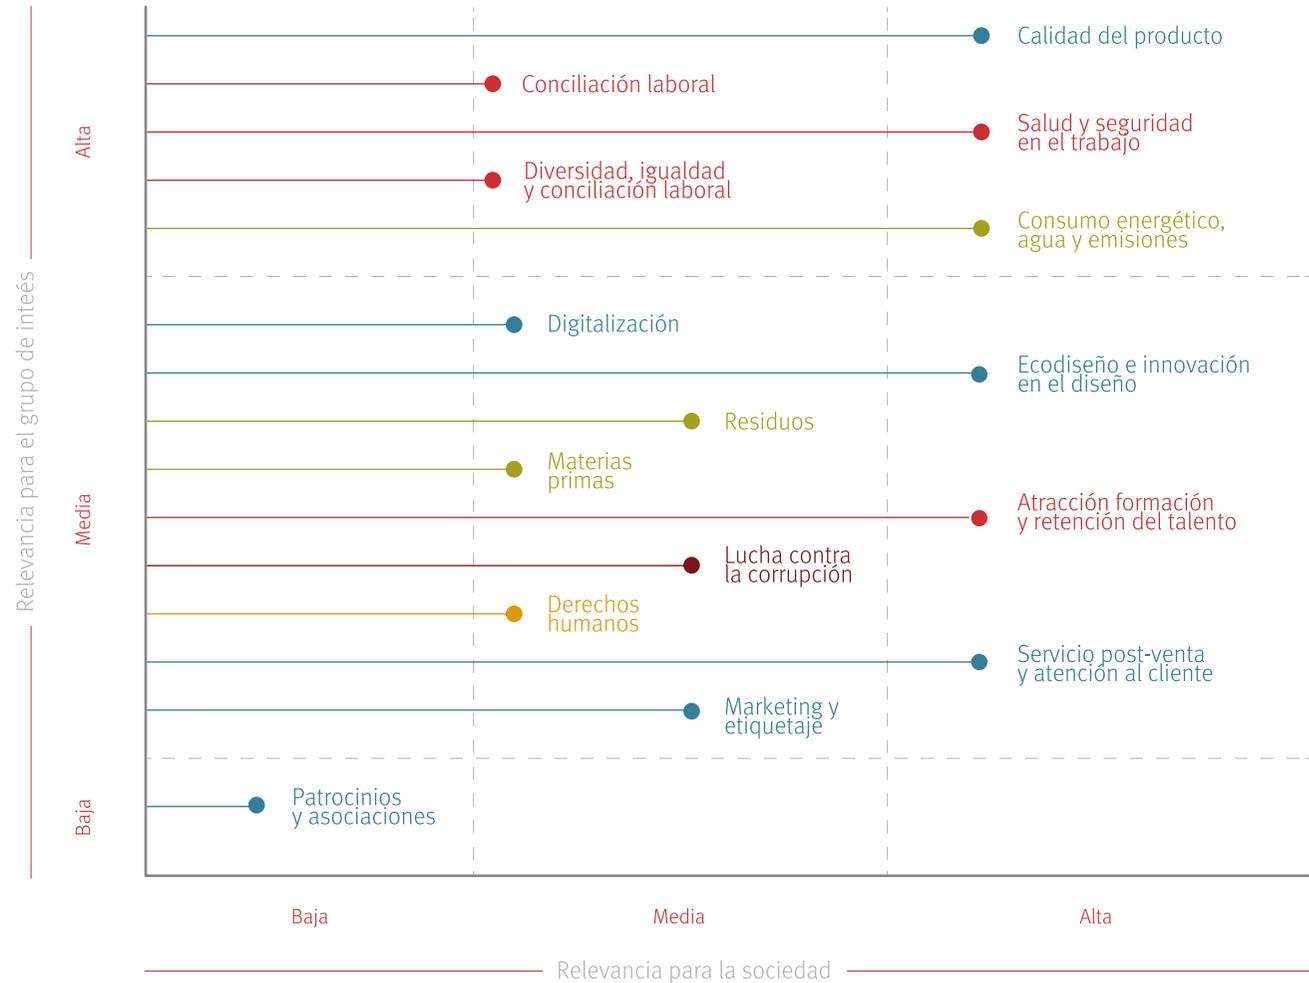 Calidad del producto
Conciliación laboral
Salud y seguridad
en el trabajo
Diversidad, igualdad
y conciliación laboral
Consumo energético,
agua y emisiones
Digitalización
Ecodiseño e innovación
en el diseño
Residuos
Materias
primas
Atracción formación
y retención del talento
Lucha contra
la corrupción
Derechos
humanos
Servicio post-venta
y atención al cliente
Marketing y
etiquetaje
Patrocinios
y asociaciones
Alta
Media
Baja
Relevancia para el grupo de inteés
Baja
Media
Alta
Relevancia para la sociedad